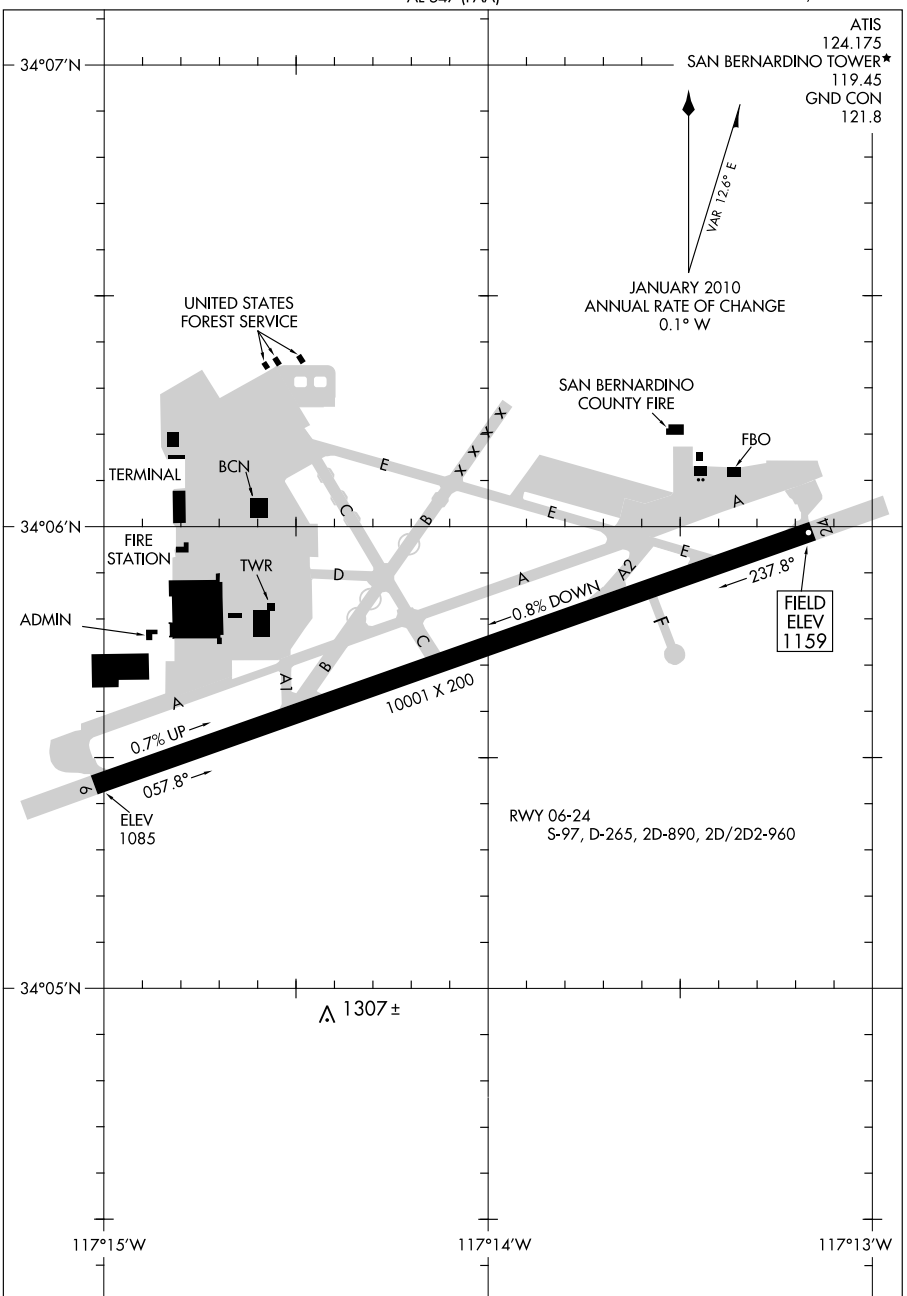 ATIS
124.175
SAN BERNARDINO TOWER★
119.45
GND CON
121.8
34°07'N
VAR 12.6° E
JANUARY 2010
ANNUAL RATE OF CHANGE
0.1° W
UNITED STATES
FOREST SERVICE
SAN BERNARDINO
COUNTY FIRE
FBO
X
X
X
X
TERMINAL
BCN
E
C
B
E
A
34°06'N
FIRE
STATION
24
E
D
A
A2
TWR
237.8°
0.8% DOWN
FIELD
ELEV
1159
ADMIN
F
C
B
A1
10001 X 200
A
0.7% UP
057.8°
6
ELEV
1085
RWY 06-24
S-97, D-265, 2D-890, 2D/2D2-960
34°05'N
1307 ±
117°15'W
117°14'W
117°13'W